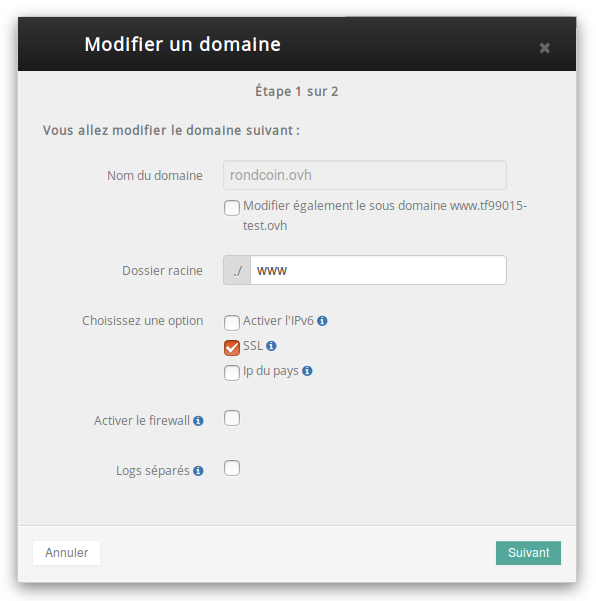 Modifier un domaine
Étape 1 sur 2
Vous allez modifier le domaine suivant :
Nom du domaine
rondcoin.ovh
Modifier également le sous domaine www.tf99015-
test.ovh
Dossier racine
./
www
Choisissez une option
Activer l'IPv6
SSL
Ip du pays
Activer le firewall
Logs séparés
Annuler
Suivant